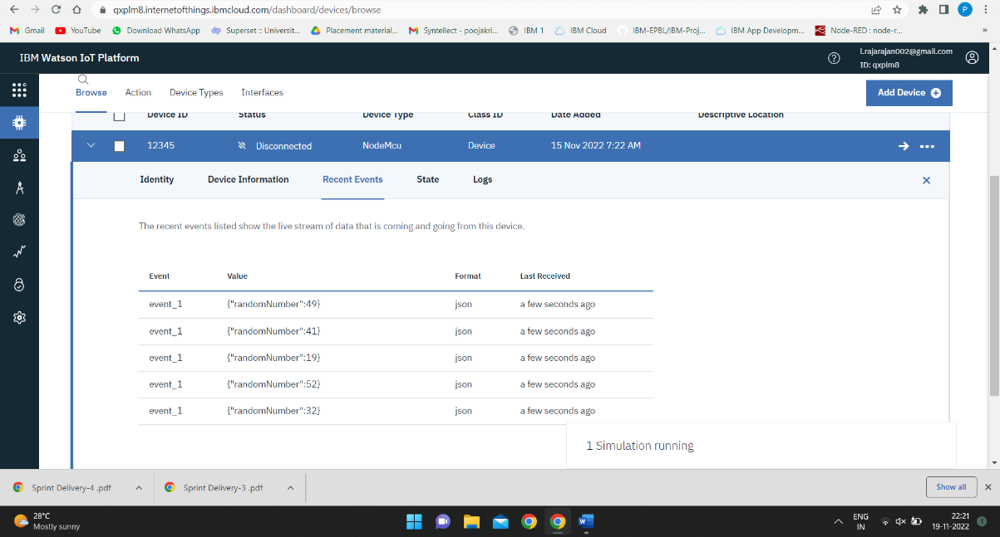 qxplm8.internetofthings.ibmcloud.com/dashboard/devices/browse
P
Gmail YouTube Download WhatsApp Superset :: Universit... Placement material... Syntellect - poojakri... IBM 1 IBM Cloud IBM-EPBL/IBM-Proj... IBM App Developm... Node-RED : node-r... »
IBM Watson IoT Platform
l.rajarajan002@gmail.com
ID: qxplm8
Browse Action Device Types Interfaces
Add Device
Device ID Status Device Type Class ID Date Added Descriptive Location
12345 Disconnected NodeMcu Device 15 Nov 2022 7:22 AM
Identity Device Information Recent Events State Logs
The recent events listed show the live stream of data that is coming and going from this device.
Event Value Format Last Received
event_1 {"randomNumber":49} json a few seconds ago
event_1 {"randomNumber":41} json a few seconds ago
event_1 {"randomNumber":19} json a few seconds ago
event_1 {"randomNumber":52} json a few seconds ago
event_1 {"randomNumber":32} json a few seconds ago
1 Simulation running
Sprint Delivery-4 .pdf Sprint Delivery-3 .pdf Show all
28°C
Mostly sunny
W
ENG
IN
22:21
19-11-2022
1